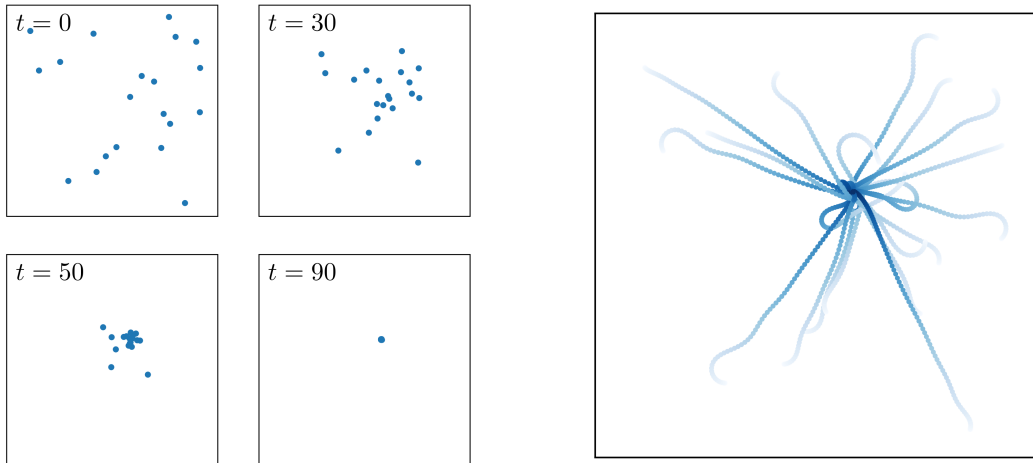 t = 0
t = 30
t = 50
t = 90